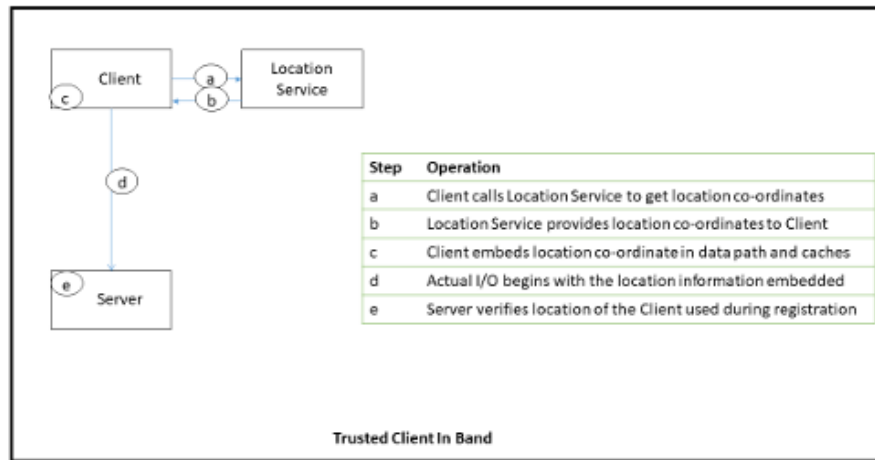 Client
a
Location
Service
b
c
d
e
Server
Step Operation
a Client calls Location Service to get location co-ordinates
b Location Service provides location co-ordinates to Client
c Client embeds location co-ordinate in data path and caches
d Actual I/O begins with the location information embedded
e Server verifies location of the Client used during registration
Trusted Client In Band